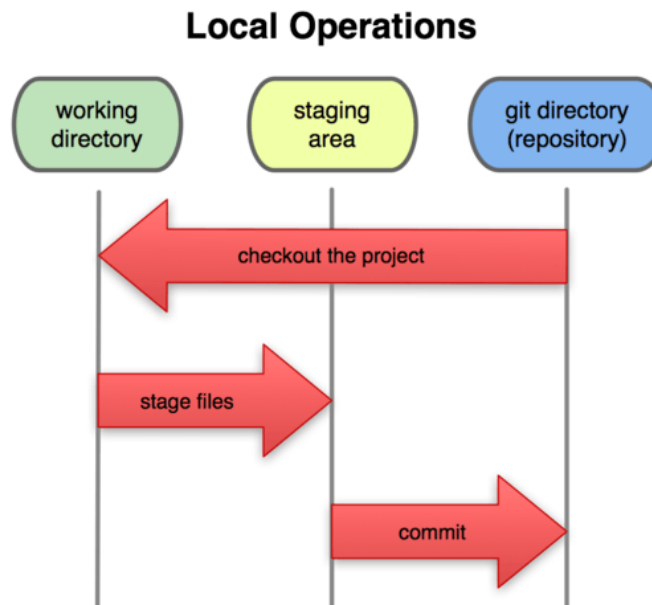 Local Operations
working
directory
staging
area
git directory
(repository)
checkout the project
stage files
commit